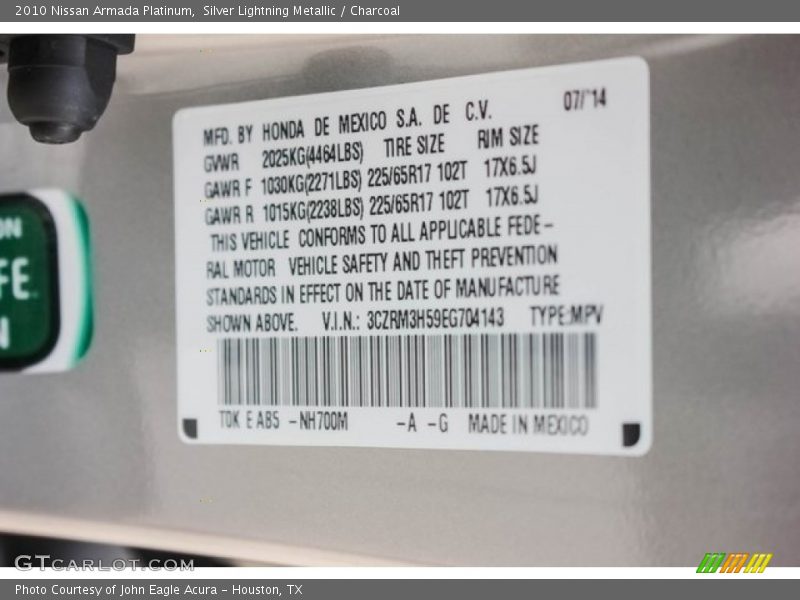 2010 Nissan Armada Platinum, Silver Lightning Metallic / Charcoal
07/'14
MFD. BY HONDA DE MEXICO S.A. DE C.V.
GVWR 2025KG(4464LBS) TIRE SIZE RIM SIZE
GAWR F 1030KG(2271LBS) 225/65R17 102T 17X6.5J
GAWR R 1015KG(2238LBS) 225/65R17 102T 17X6.5J
THIS VEHICLE CONFORMS TO ALL APPLICABLE FEDE-
RAL MOTOR VEHICLE SAFETY AND THEFT PREVENTION
STANDARDS IN EFFECT ON THE DATE OF MANUFACTURE
SHOWN ABOVE. V.I.N.: 3CZRM3H59EG704143 TYPE:MPV
TDK E AB5 -NH700M -A -G MADE IN MEXICO
GTCARLOT.COM
Photo Courtesy of John Eagle Acura - Houston, TX